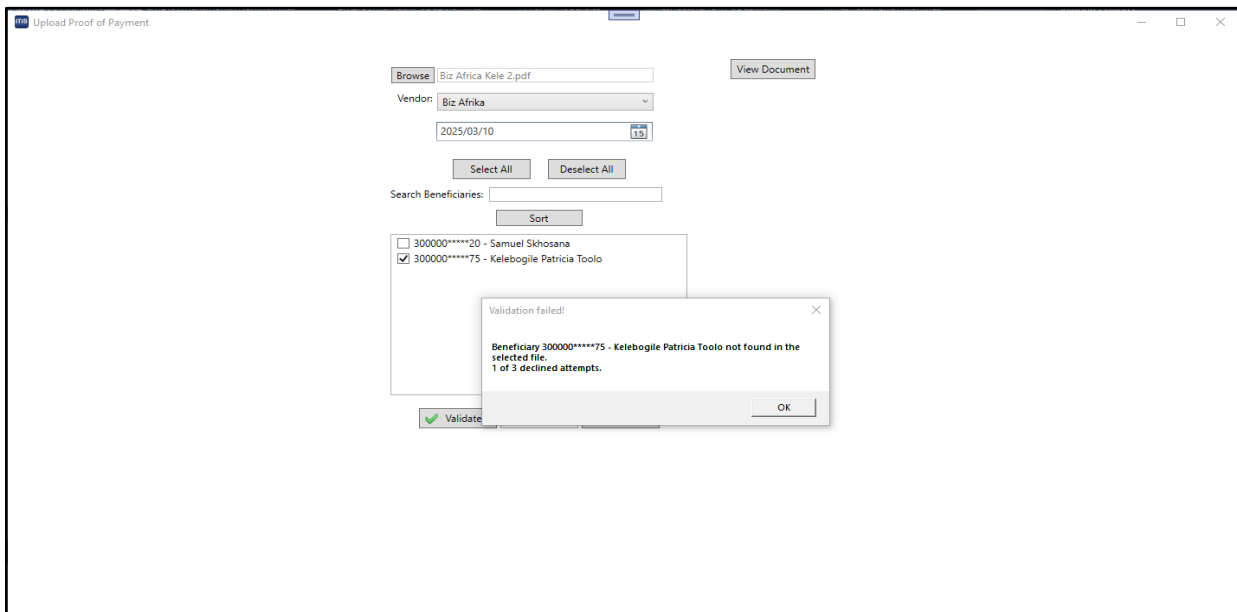 ITIS Upload Proof of Payment
Browse Biz Africa Kele 2.pdf View Document
Vendor: Biz Afrika
2025/03/10 15
Select All Deselect All
Search Beneficiaries:
Sort
300000*****20 - Samuel Skhosana
300000*****75 - Kelebogile Patricia Toolo
Validation failed!
Beneficiary 300000*****75 - Kelebogile Patricia Toolo not found in the
selected file.
1 of 3 declined attempts.
OK
Validate